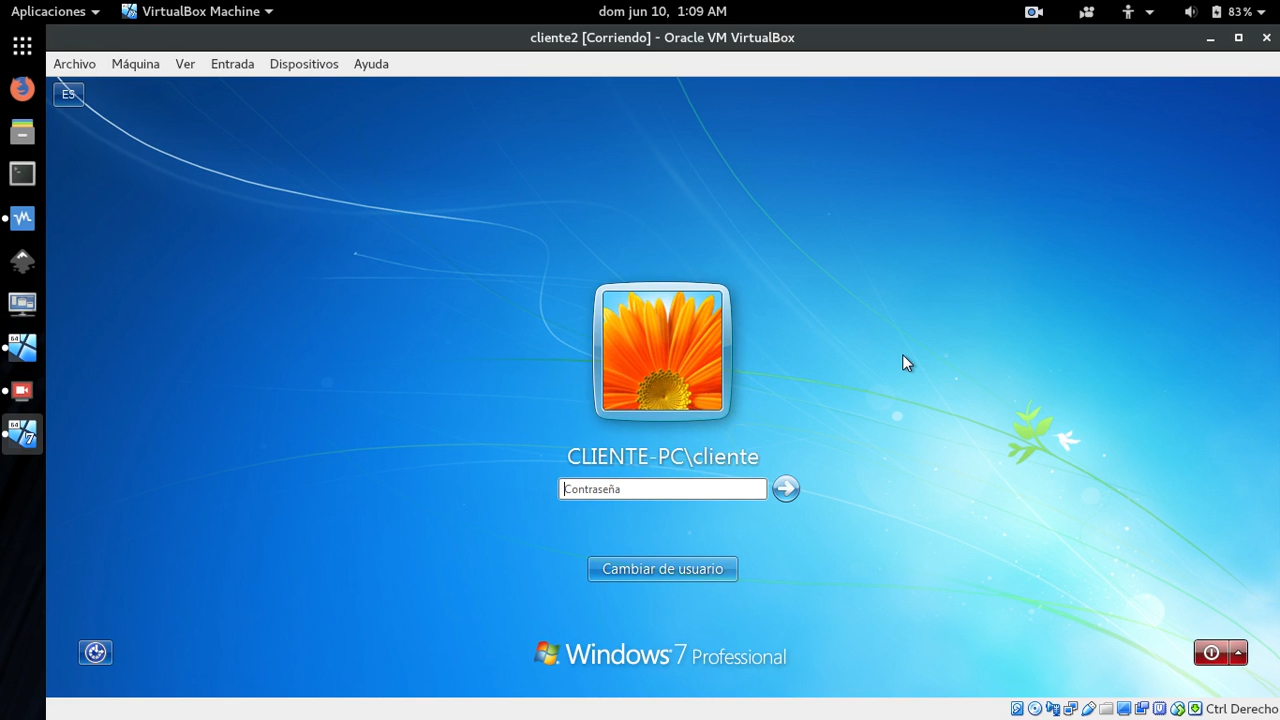 Aplicaciones VirtualBox Machine dom jun 10, 1:09 AM 83%
cliente2 [Corriendo] - Oracle VM VirtualBox
Archivo Máquina Ver Entrada Dispositivos Ayuda
ES
CLIENTE-PC\cliente
Contraseña
Cambiar de usuario
Windows 7 Professional
Ctrl Derecho